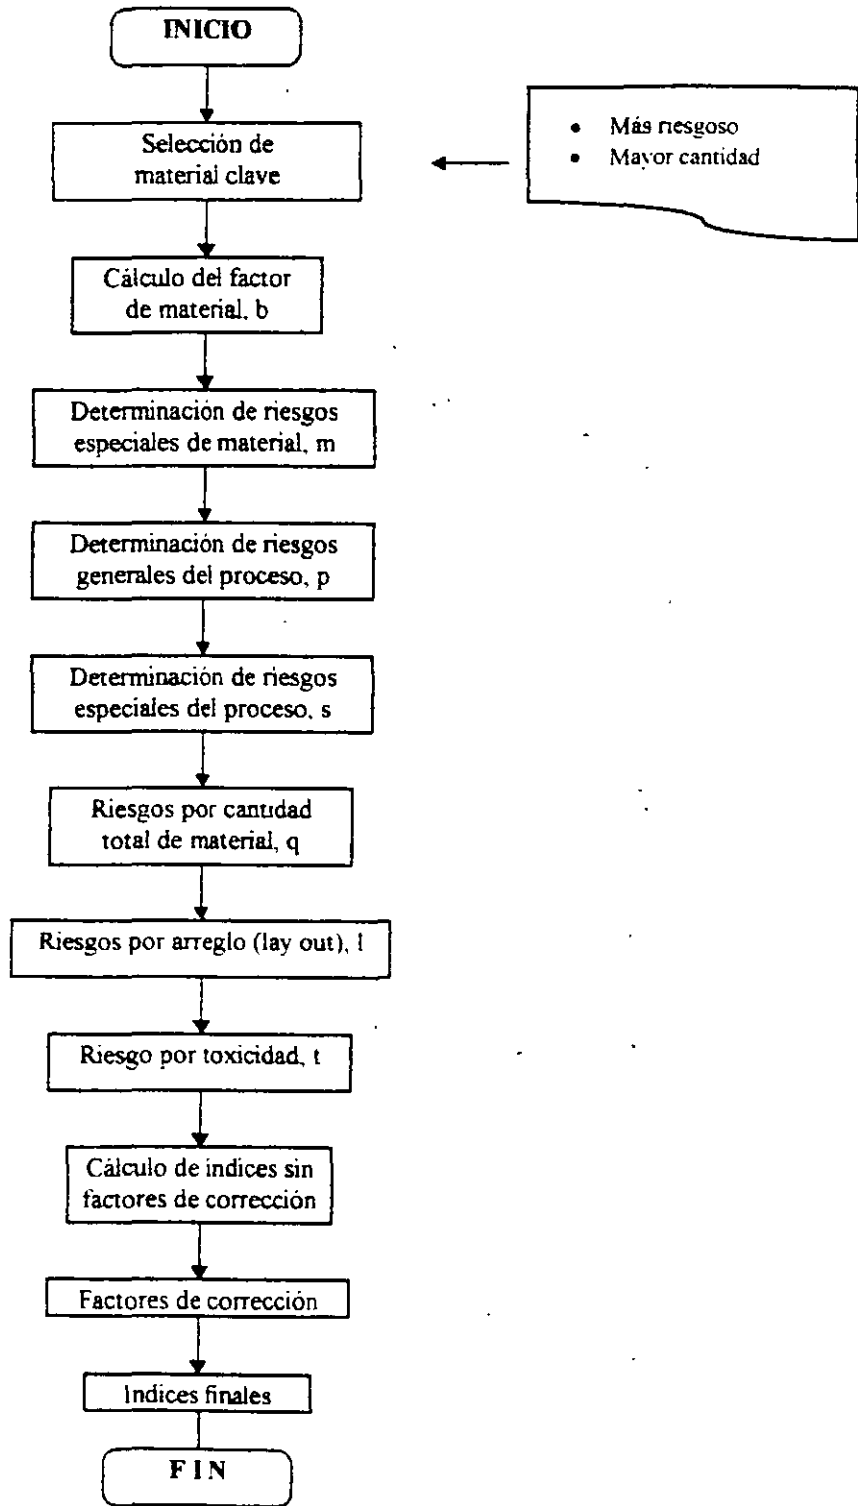 INICIO
Selección de
material clave
• Más riesgoso
• Mayor cantidad
Cálculo del factor
de material, b
Determinación de riesgos
especiales de material, m
Determinación de riesgos
generales del proceso, p
Determinación de riesgos
especiales del proceso, s
Riesgos por cantidad
total de material, q
Riesgos por arreglo (lay out), l
Riesgo por toxicidad, t
Cálculo de índices sin
factores de corrección
Factores de corrección
Indices finales
F I N